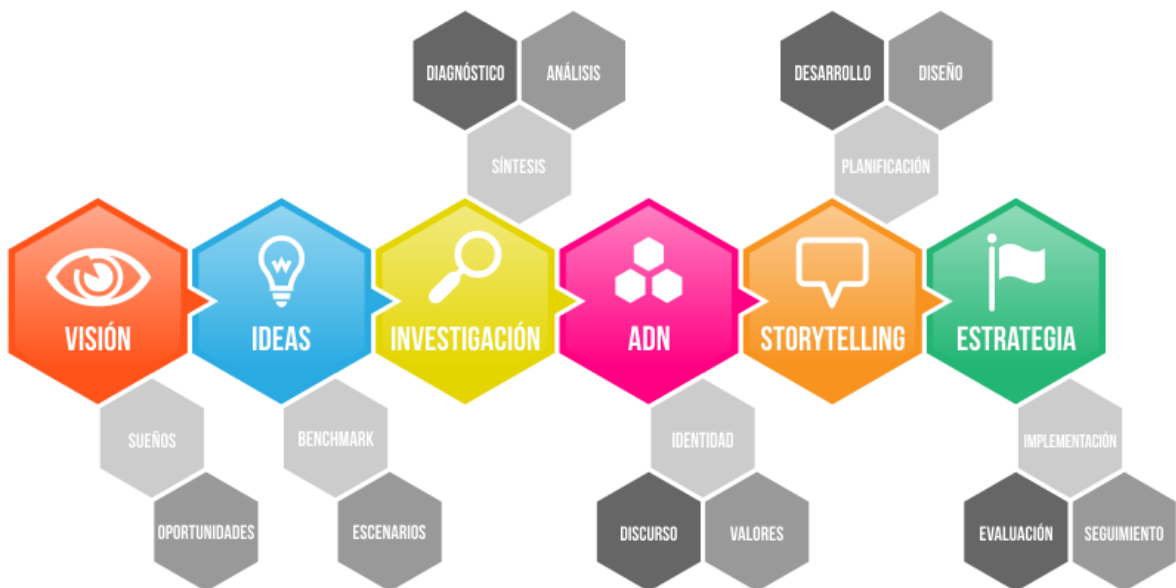 DIAGNÓSTICO
ANÁLISIS
SÍNTESIS
DESARROLLO
DISEÑO
PLANIFICACIÓN
VISIÓN
IDEAS
INVESTIGACIÓN
ADN
STORYTELLING
ESTRATEGIA
SUEÑOS
OPORTUNIDADES
BENCHMARK
ESCENARIOS
IDENTIDAD
DISCURSO
VALORES
IMPLEMENTACIÓN
EVALUACIÓN
SEGUIMIENTO